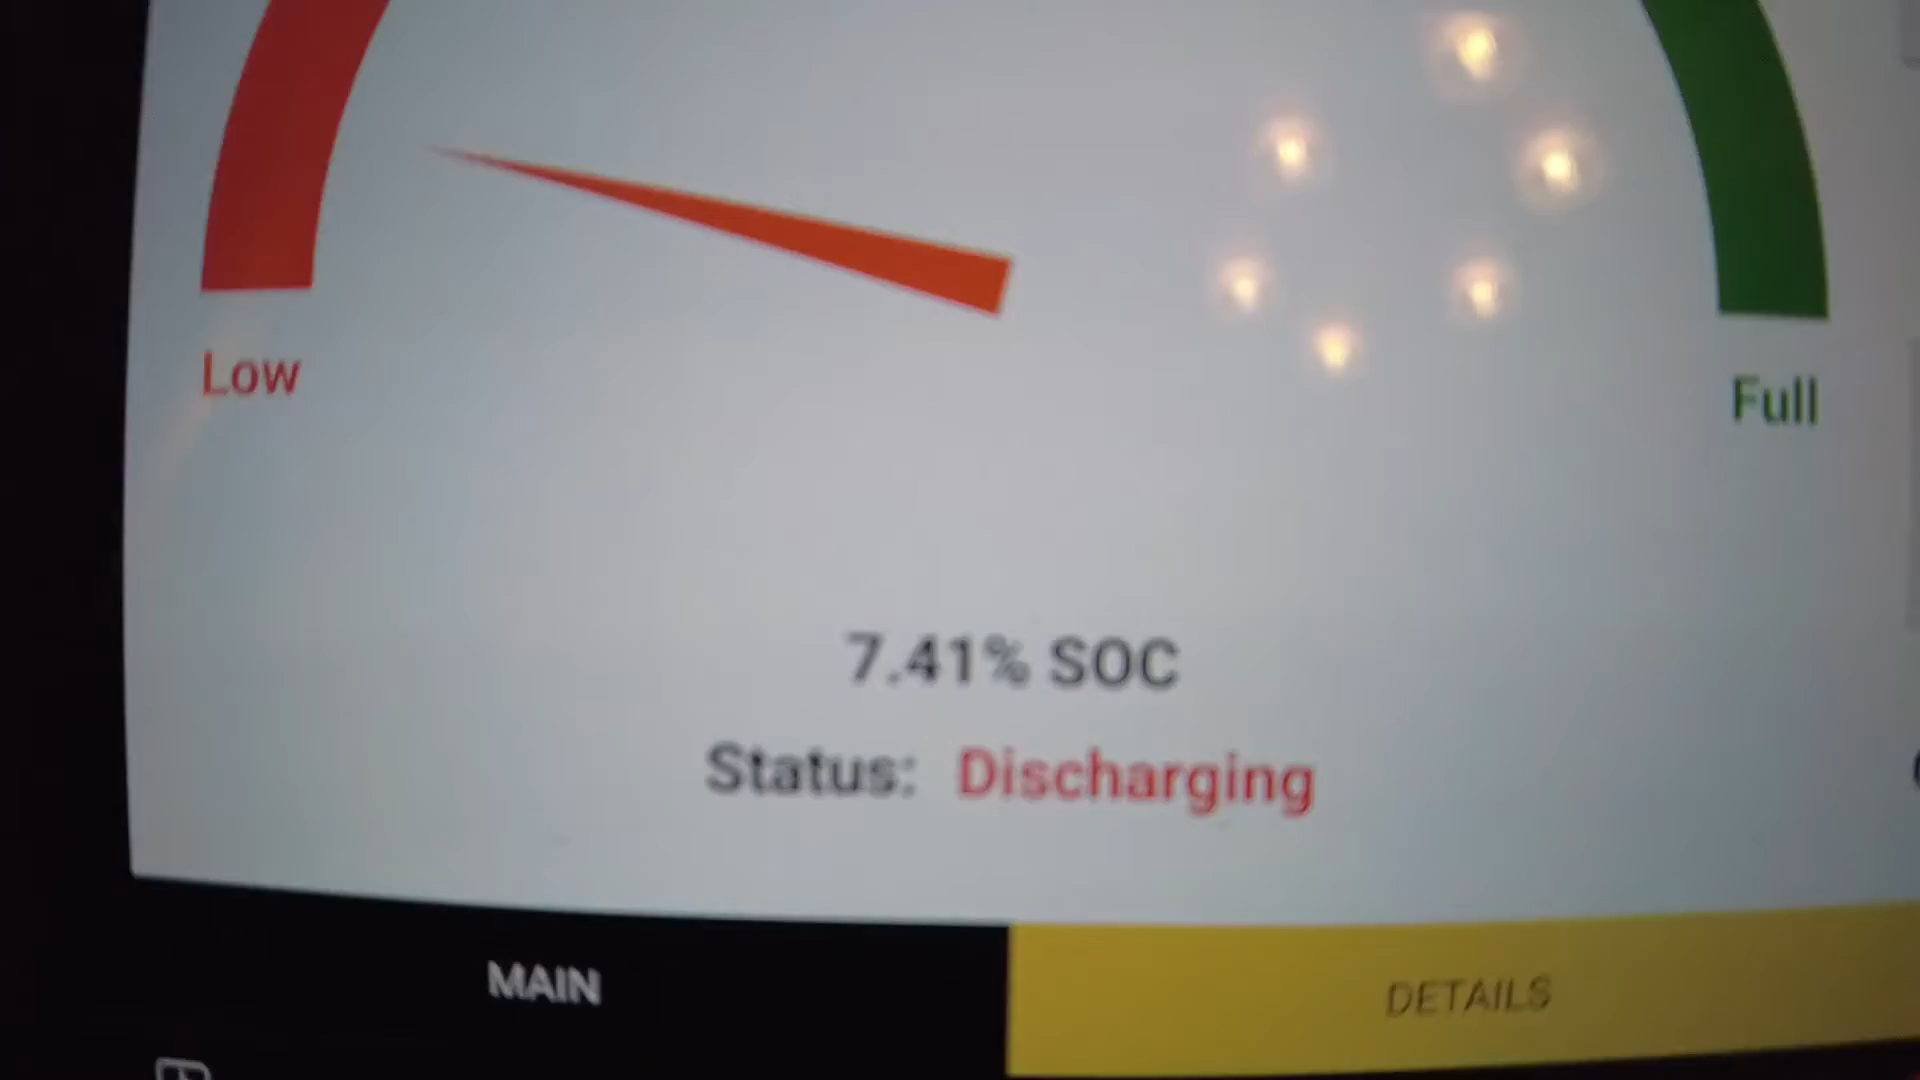 Low
Full
7.41% SOC
Status: Discharging
MAIN
DETAILS